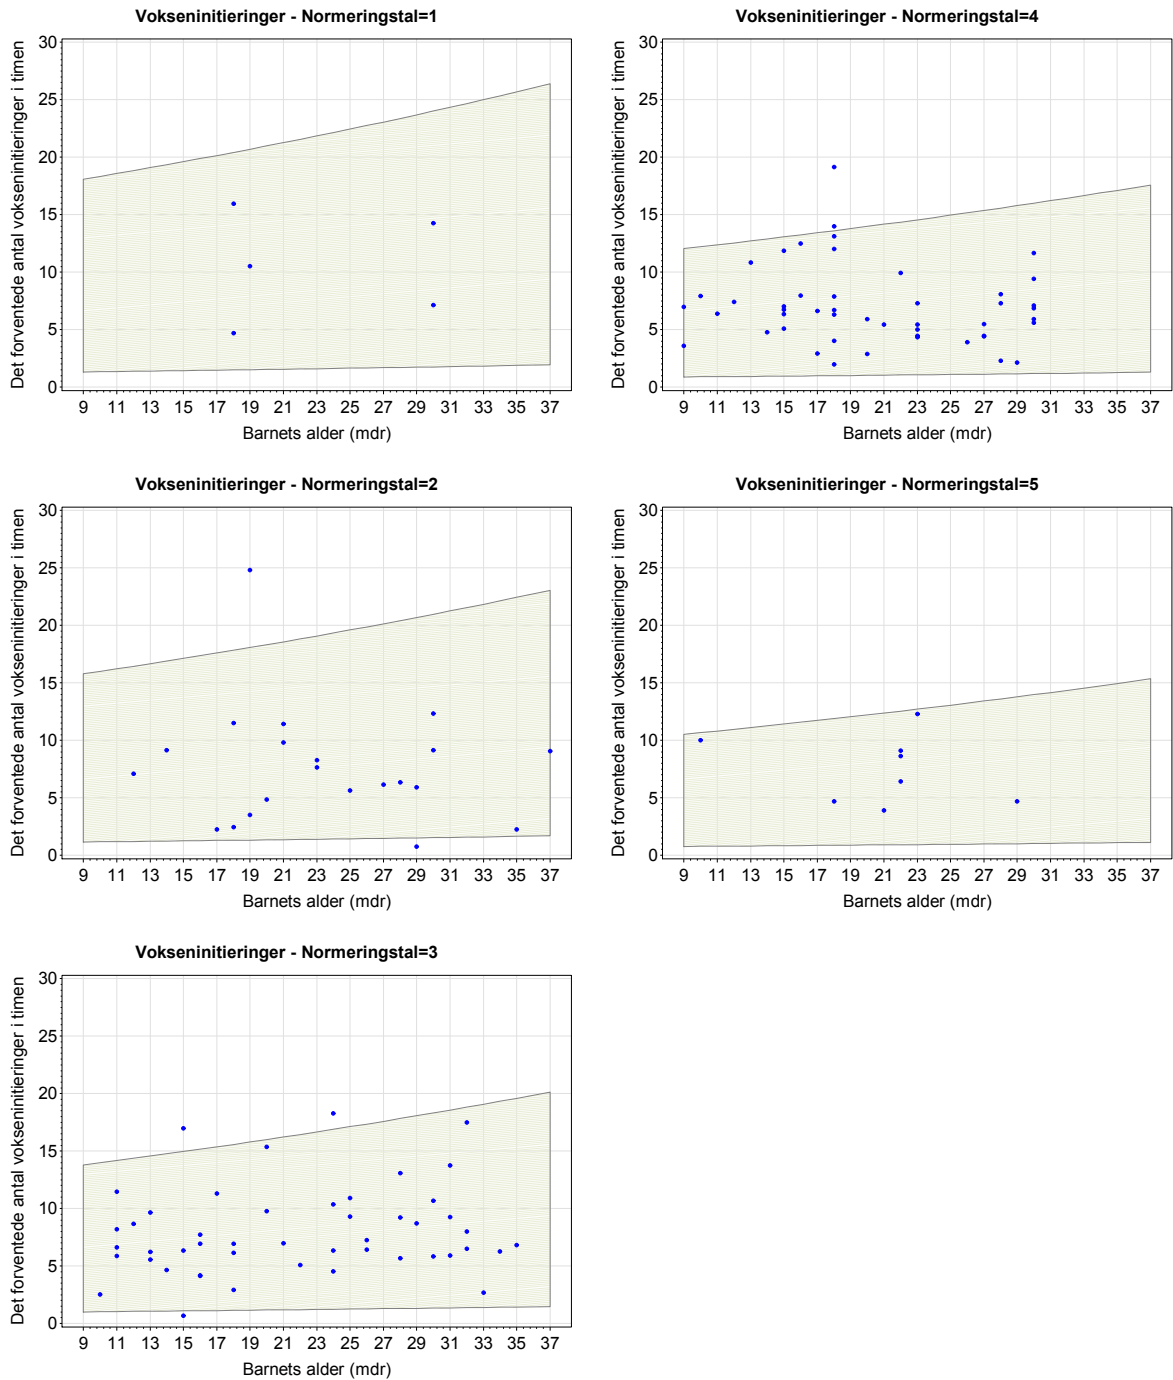 Vokseninitieringer - Normeringstal=1
Det forventede antal vokseninitieringer i timen
30
25
20
15
10
5
0
9 11 13 15 17 19 21 23 25 27 29 31 33 35 37
Barnets alder (mdr)
Vokseninitieringer - Normeringstal=4
Det forventede antal vokseninitieringer i timen
30
25
20
15
10
5
0
9 11 13 15 17 19 21 23 25 27 29 31 33 35 37
Barnets alder (mdr)
Vokseninitieringer - Normeringstal=2
Det forventede antal vokseninitieringer i timen
30
25
20
15
10
5
0
9 11 13 15 17 19 21 23 25 27 29 31 33 35 37
Barnets alder (mdr)
Vokseninitieringer - Normeringstal=5
Det forventede antal vokseninitieringer i timen
30
25
20
15
10
5
0
9 11 13 15 17 19 21 23 25 27 29 31 33 35 37
Barnets alder (mdr)
Vokseninitieringer - Normeringstal=3
Det forventede antal vokseninitieringer i timen
30
25
20
15
10
5
0
9 11 13 15 17 19 21 23 25 27 29 31 33 35 37
Barnets alder (mdr)